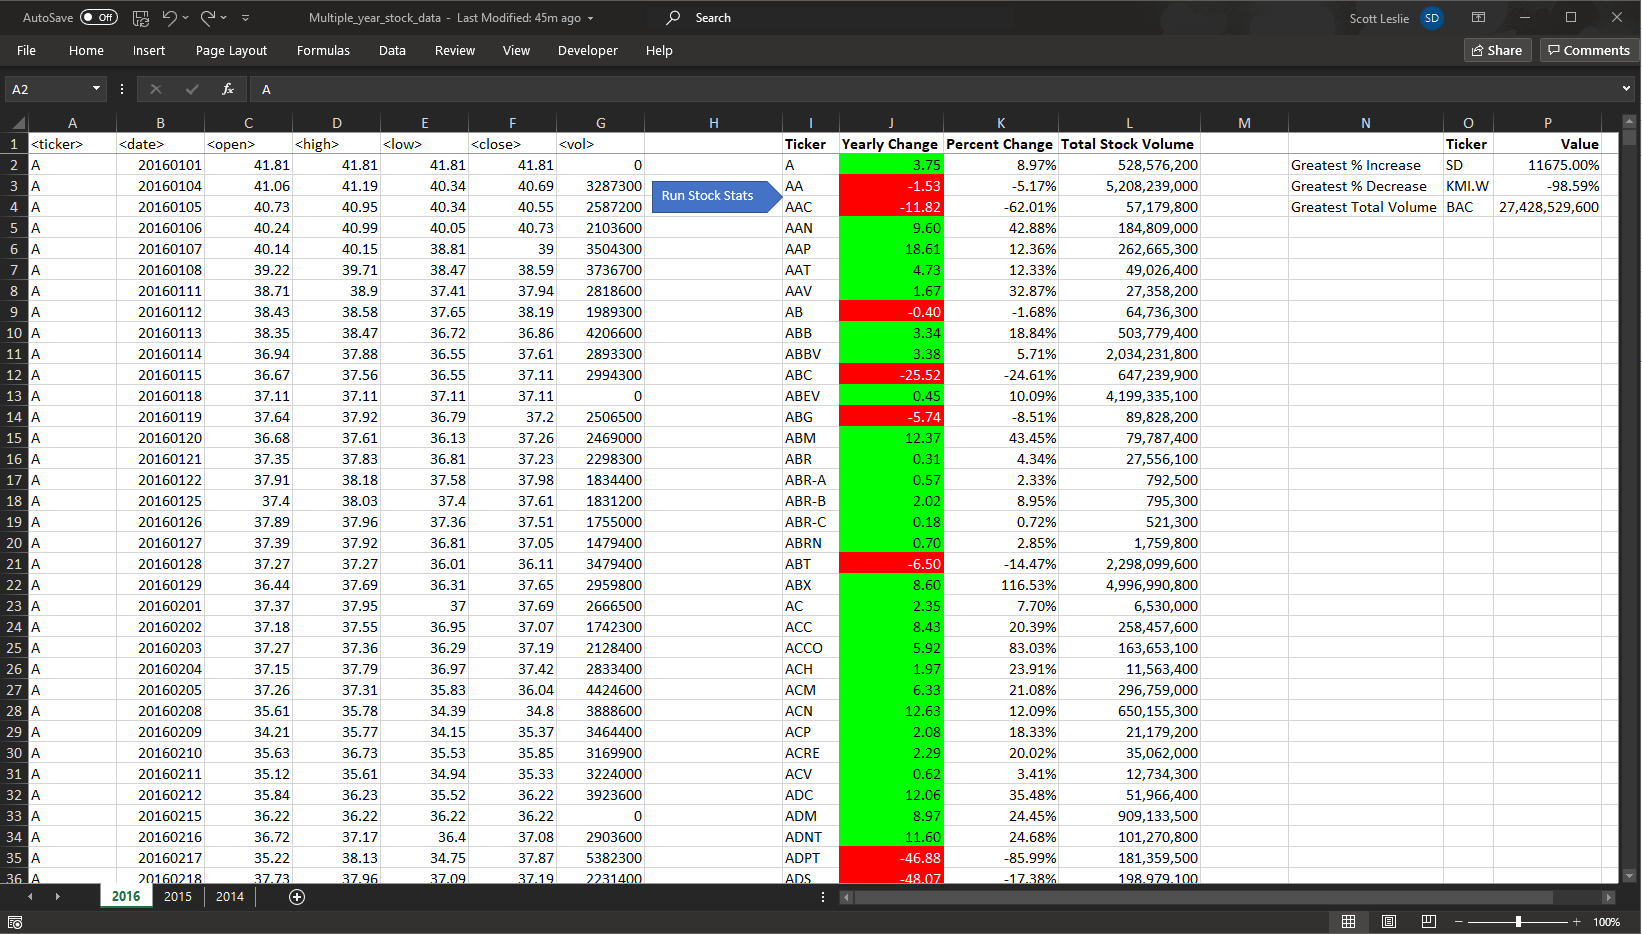 AutoSave Off Multiple_year_stock_data - Last Modified: 45m ago Search Scott Leslie SD
File Home Insert Page Layout Formulas Data Review View Developer Help Share Comments
A2 fx A
A B C D E F G H I J K L M N O P
1 <ticker> <date> <open> <high> <low> <close> <vol> Ticker Yearly Change Percent Change Total Stock Volume Ticker Value
2 A 20160101 41.81 41.81 41.81 41.81 0 A 3.75 8.97% 528,576,200 Greatest % Increase SD 11675.00%
3 A 20160104 41.06 41.19 40.34 40.69 3287300 AA -1.53 -5.17% 5,208,239,000 Greatest % Decrease KMI.W -98.59%
Run Stock Stats
4 A 20160105 40.73 40.95 40.34 40.55 2587200 AAC -11.82 -62.01% 57,179,800 Greatest Total Volume BAC 27,428,529,600
5 A 20160106 40.24 40.99 40.05 40.73 2103600 AAN 9.60 42.88% 184,809,000
6 A 20160107 40.14 40.15 38.81 39 3504300 AAP 18.61 12.36% 262,665,300
7 A 20160108 39.22 39.71 38.47 38.59 3736700 AAT 4.73 12.33% 49,026,400
8 A 20160111 38.71 38.9 37.41 37.94 2818600 AAV 1.67 32.87% 27,358,200
9 A 20160112 38.43 38.58 37.65 38.19 1989300 AB -0.40 -1.68% 64,736,300
10 A 20160113 38.35 38.47 36.72 36.86 4206600 ABB 3.34 18.84% 503,779,400
11 A 20160114 36.94 37.88 36.55 37.61 2893300 ABBV 3.38 5.71% 2,034,231,800
12 A 20160115 36.67 37.56 36.55 37.11 2994300 ABC -25.52 -24.61% 647,239,900
13 A 20160118 37.11 37.11 37.11 37.11 0 ABEV 0.45 10.09% 4,199,335,100
14 A 20160119 37.64 37.92 36.79 37.2 2506500 ABG -5.74 -8.51% 89,828,200
15 A 20160120 36.68 37.61 36.13 37.26 2469000 ABM 12.37 43.45% 79,787,400
16 A 20160121 37.35 37.83 36.81 37.23 2298300 ABR 0.31 4.34% 27,556,100
17 A 20160122 37.91 38.18 37.58 37.98 1834400 ABR-A 0.57 2.33% 792,500
18 A 20160125 37.4 38.03 37.4 37.61 1831200 ABR-B 2.02 8.95% 795,300
19 A 20160126 37.89 37.96 37.36 37.51 1755000 ABR-C 0.18 0.72% 521,300
20 A 20160127 37.39 37.92 36.81 37.05 1479400 ABRN 0.70 2.85% 1,759,800
21 A 20160128 37.27 37.27 36.01 36.11 3479400 ABT -6.50 -14.47% 2,298,099,600
22 A 20160129 36.44 37.69 36.31 37.65 2959800 ABX 8.60 116.53% 4,996,990,800
23 A 20160201 37.37 37.95 37 37.69 2666500 AC 2.35 7.70% 6,530,000
24 A 20160202 37.18 37.55 36.95 37.07 1742300 ACC 8.43 20.39% 258,457,600
25 A 20160203 37.27 37.36 36.29 37.19 2128400 ACCO 5.92 83.03% 163,653,100
26 A 20160204 37.15 37.79 36.97 37.42 2833400 ACH 1.97 23.91% 11,563,400
27 A 20160205 37.26 37.31 35.83 36.04 4424600 ACM 6.33 21.08% 296,759,000
28 A 20160208 35.61 35.78 34.39 34.8 3888600 ACN 12.63 12.09% 650,155,300
29 A 20160209 34.21 35.77 34.15 35.37 3464400 ACP 2.08 18.33% 21,179,200
30 A 20160210 35.63 36.73 35.53 35.85 3169900 ACRE 2.29 20.02% 35,062,000
31 A 20160211 35.12 35.61 34.94 35.33 3224000 ACV 0.62 3.41% 12,734,300
32 A 20160212 35.84 36.23 35.52 36.22 3923600 ADC 12.06 35.48% 51,966,400
33 A 20160215 36.22 36.22 36.22 36.22 0 ADM 8.97 24.45% 909,133,500
34 A 20160216 36.72 37.17 36.4 37.08 2903600 ADNT 11.60 24.68% 101,270,800
35 A 20160217 35.22 38.13 34.75 37.87 5382300 ADPT -46.88 -85.99% 181,359,500
36 A 20160218 37.73 37.96 37.09 37.19 2231400 ADS -48.07 -17.38% 198,979,100
2016 2015 2014
100%